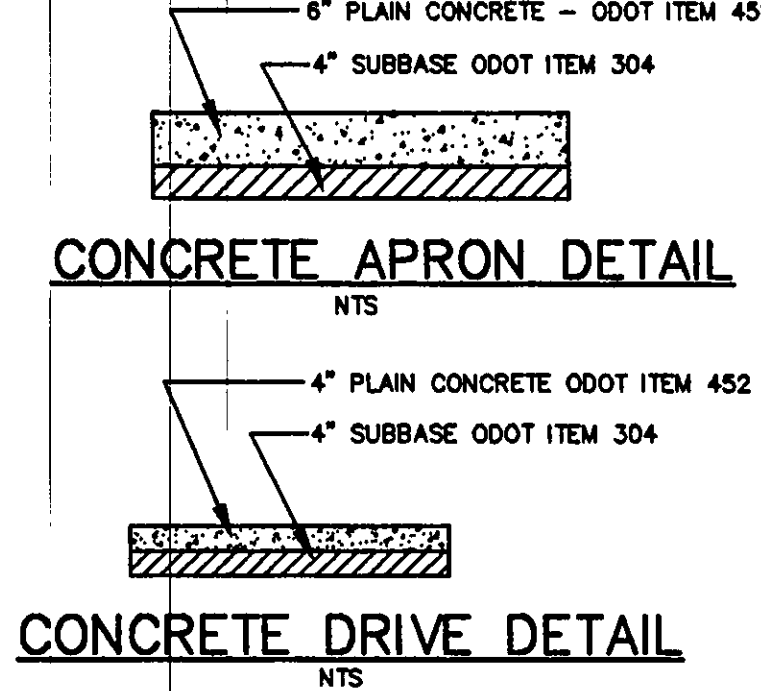 6" PLAIN CONCRETE – ODOT ITEM
4" SUBBASE ODOT ITEM 304
CONCRETE APRON DETAIL
NTS
4" PLAIN CONCRETE ODOT ITEM 452
4" SUBBASE ODOT ITEM 304
CONCRETE DRIVE DETAIL
NTS